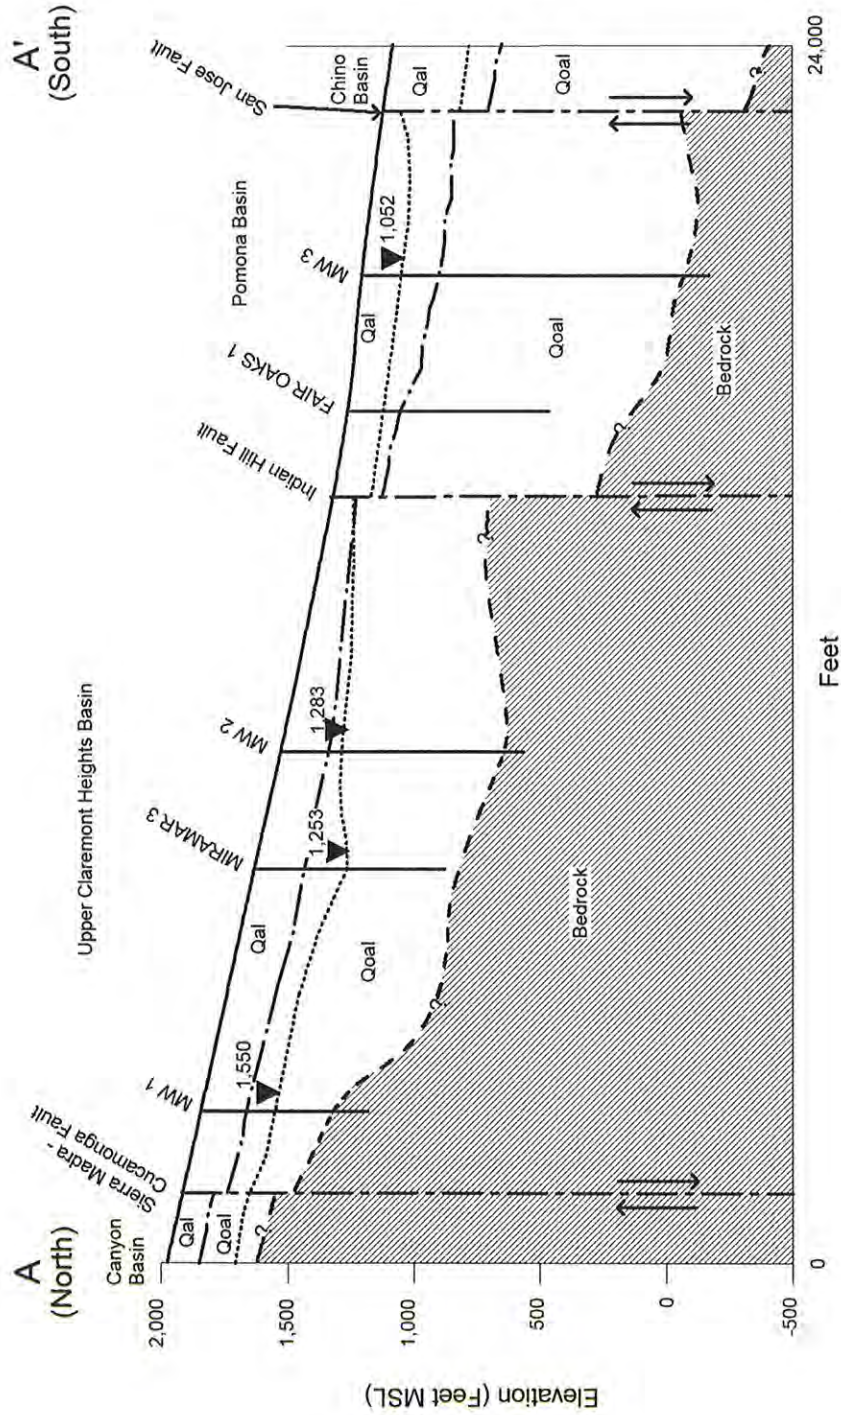 A
(North)
A'
(South)
Canyon
Basin
Upper Claremont Heights Basin
Pomona Basin
Chino
Basin
Sierra Madra -
Cucamonga Fault
MW 1
MIRAMAR 3
MW 2
Indian Hill Fault
FAIR OAKS 1
MW 3
San Jose Fault
1,550
1,253
1,283
1,052
Qal
Qoal
Qal
Qoal
Qal
Qoal
Qal
Qoal
?
?
?
?
?
Bedrock
Bedrock
Elevation (Feet MSL)
2,000
1,500
1,000
500
0
-500
0
24,000
Feet